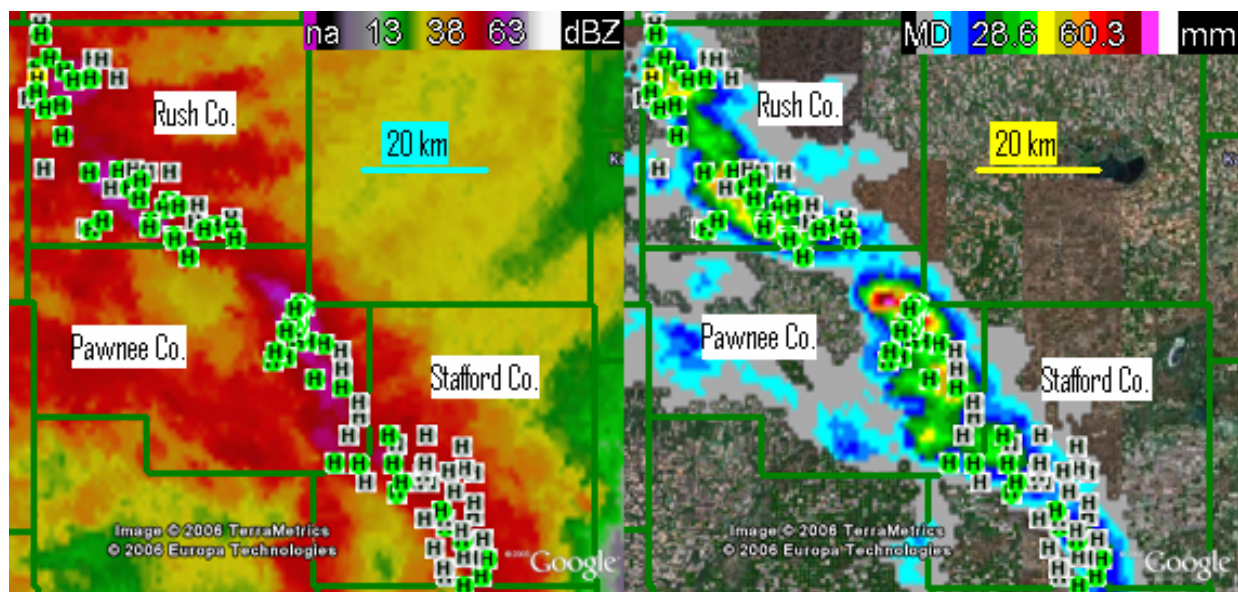 na 13 38 63 dBZ
Rush Co.
20 km
Pawnee Co.
Stafford Co.
Image © 2006 TerraMetrics
© 2006 Europa Technologies
Google
MD 28.6 60.3 mm
Rush Co.
20 km
Pawnee Co.
Stafford Co.
Image © 2006 TerraMetrics
© 2006 Europa Technologies
Google